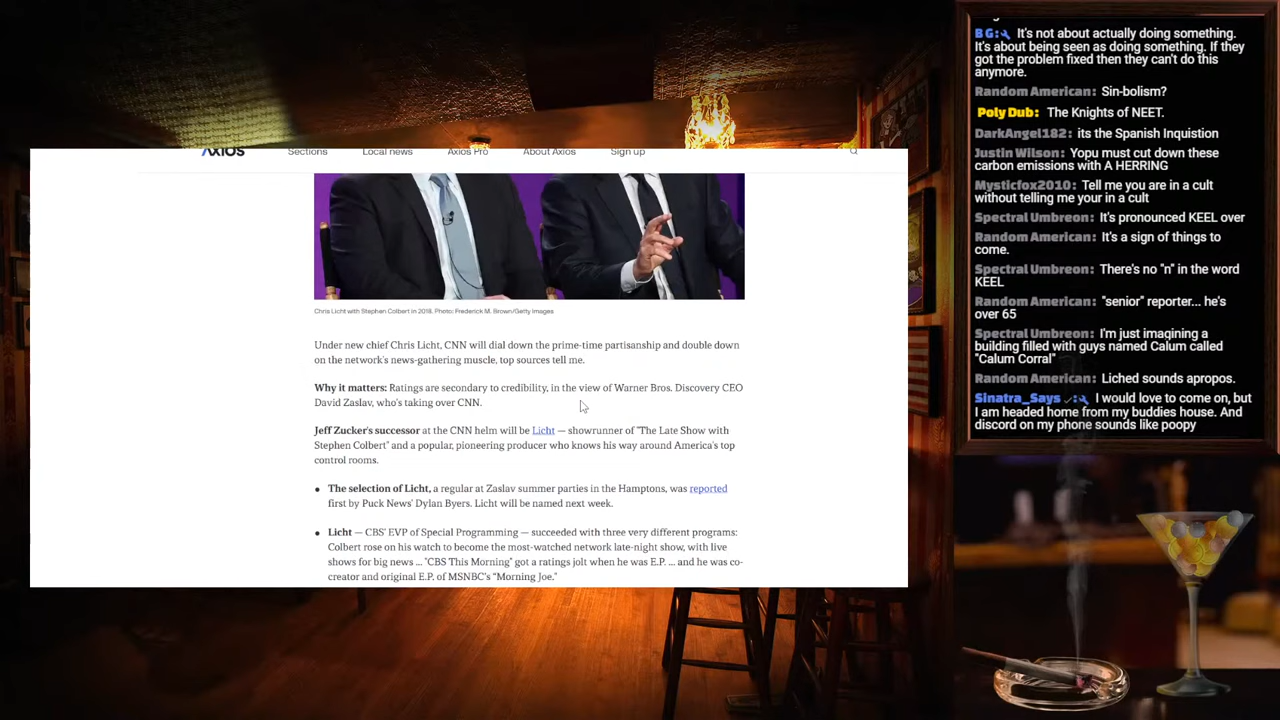 AXIOS
Sections
Local news
Axios Pro
About Axios
Sign up
Chris Licht with Stephen Colbert in 2018. Photo: Frederick M. Brown/Getty Images
Under new chief Chris Licht, CNN will dial down the prime-time partisanship and double down
on the network's news-gathering muscle, top sources tell me.
Why it matters: Ratings are secondary to credibility, in the view of Warner Bros. Discovery CEO
David Zaslav, who's taking over CNN.
Jeff Zucker's successor at the CNN helm will be Licht — showrunner of "The Late Show with
Stephen Colbert" and a popular, pioneering producer who knows his way around America's top
control rooms.
• The selection of Licht, a regular at Zaslav summer parties in the Hamptons, was reported
first by Puck News' Dylan Byers. Licht will be named next week.
• Licht — CBS' EVP of Special Programming — succeeded with three very different programs:
Colbert rose on his watch to become the most-watched network late-night show, with live
shows for big news ... "CBS This Morning" got a ratings jolt when he was E.P. ... and he was co-
creator and original E.P. of MSNBC's "Morning Joe."
BG: It's not about actually doing something.
It's about being seen as doing something. If they
got the problem fixed then they can't do this
anymore.
Random American: Sin-bolism?
Poly Dub: The Knights of NEET.
DarkAngel182: its the Spanish Inquistion
Justin Wilson: Yopu must cut down these
carbon emissions with A HERRING
Mysticfox2010: Tell me you are in a cult
without telling me your in a cult
Spectral Umbreon: It's pronounced KEEL over
Random American: It's a sign of things to
come.
Spectral Umbreon: There's no "n" in the word
KEEL
Random American: "senior" reporter... he's
over 65
Spectral Umbreon: I'm just imagining a
building filled with guys named Calum called
"Calum Corral"
Random American: Liched sounds apropos.
Sinatra_Says: I would love to come on, but
I am headed home from my buddies house. And
discord on my phone sounds like poopy